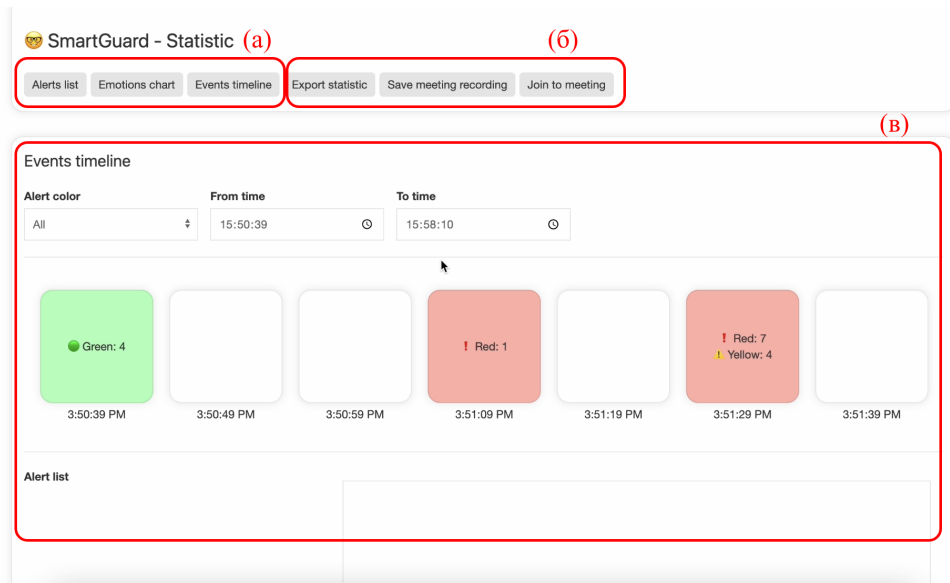 🤓 SmartGuard - Statistic (а) (б)
Alerts list Emotions chart Events timeline Export statistic Save meeting recording Join to meeting
(в)
Events timeline
Alert color From time To time
All 15:50:39 15:58:10
Green: 4 ❗ Red: 1 ❗ Red: 7
⚠️ Yellow: 4
3:50:39 PM 3:50:49 PM 3:50:59 PM 3:51:09 PM 3:51:19 PM 3:51:29 PM 3:51:39 PM
Alert list